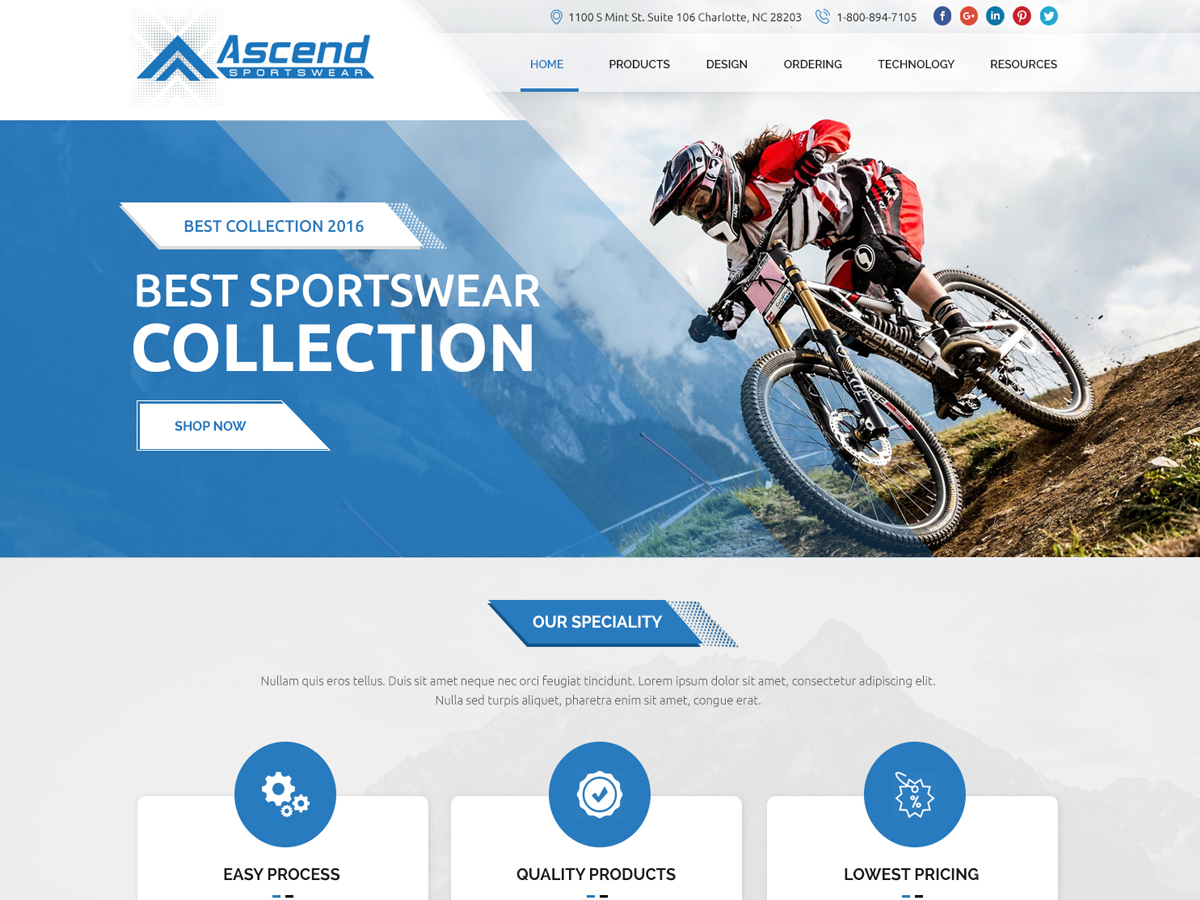 1100 S Mint St. Suite 106 Charlotte, NC 28203
1-800-894-7105
Ascend
SPORTSWEAR
HOME
PRODUCTS
DESIGN
ORDERING
TECHNOLOGY
RESOURCES
BEST COLLECTION 2016
BEST SPORTSWEAR
COLLECTION
SHOP NOW
OUR SPECIALITY
Nullam quis eros tellus. Duis sit amet neque nec orci feugiat tincidunt. Lorem ipsum dolor sit amet, consectetur adipiscing elit.
Nulla sed turpis aliquet, pharetra enim sit amet, congue erat.
%
EASY PROCESS
QUALITY PRODUCTS
LOWEST PRICING